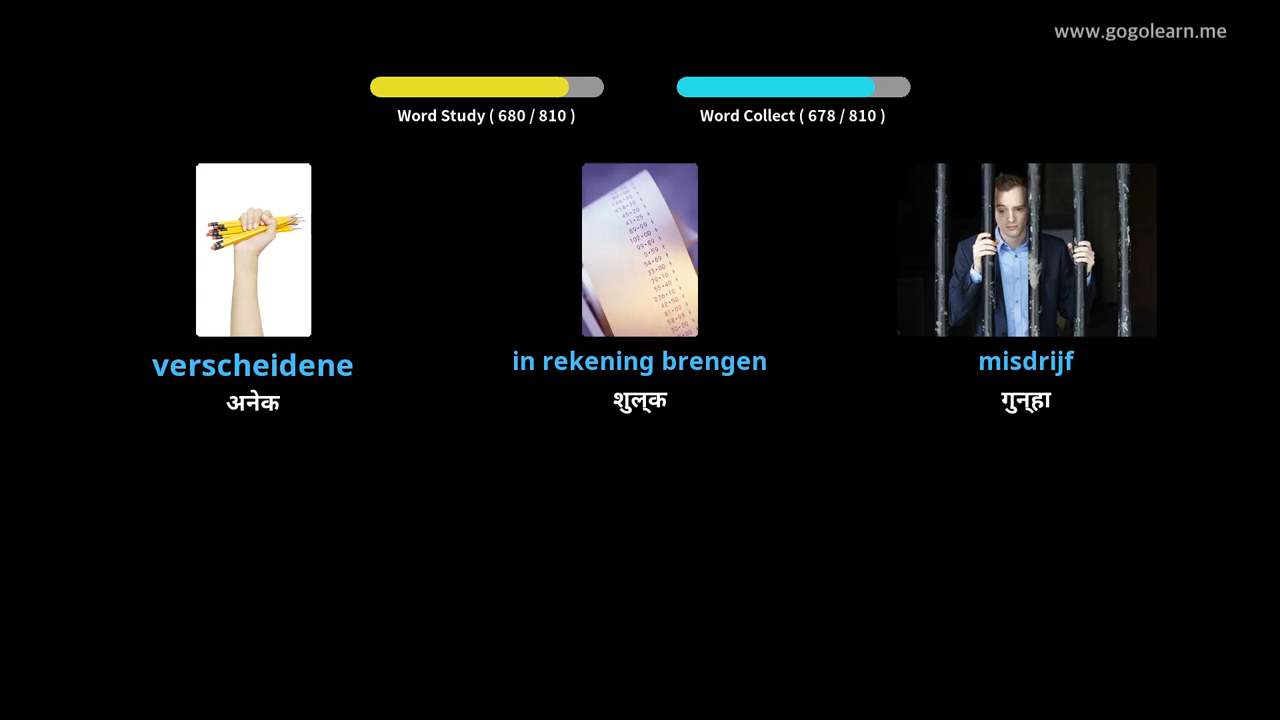 www.gogolearn.me
Word Study ( 680 / 810 )
Word Collect ( 678 / 810 )
verscheidene
in rekening brengen
misdrijf
अनेक
शुल्क
गुन्हा